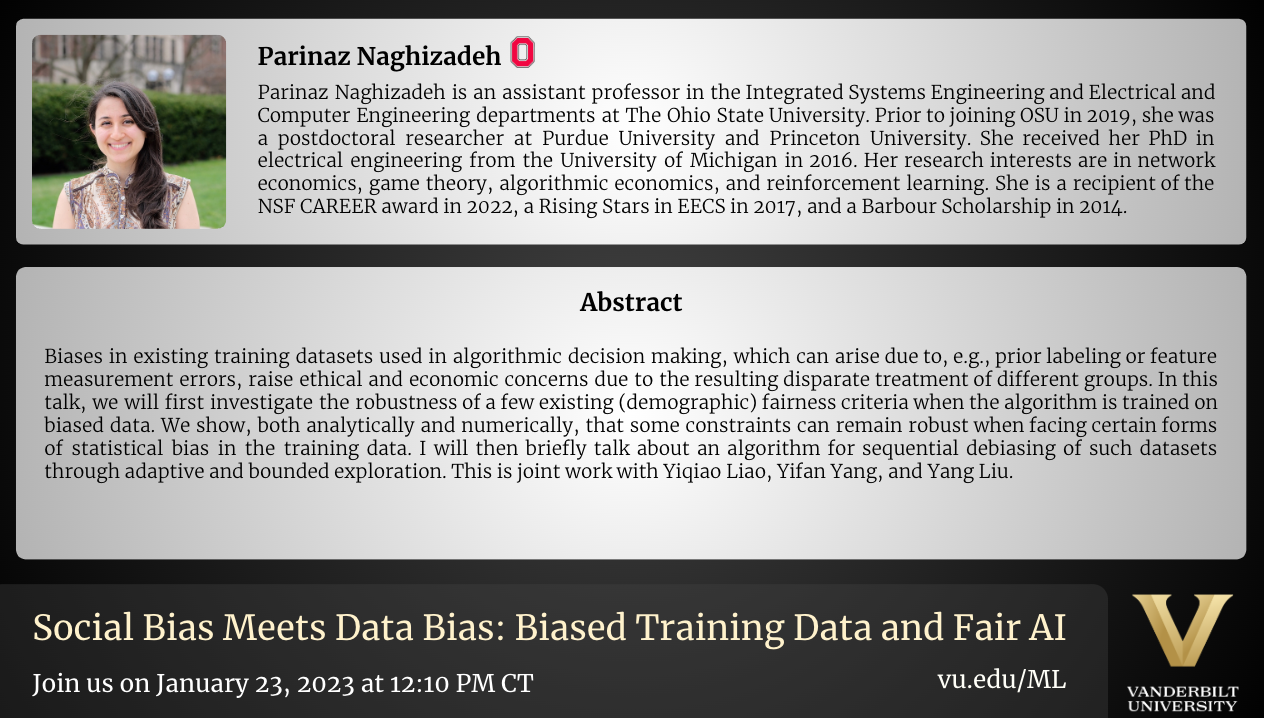 Parinaz Naghizadeh
Parinaz Naghizadeh is an assistant professor in the Integrated Systems Engineering and Electrical and
Computer Engineering departments at The Ohio State University. Prior to joining OSU in 2019, she was
a postdoctoral researcher at Purdue University and Princeton University. She received her PhD in
electrical engineering from the University of Michigan in 2016. Her research interests are in network
economics, game theory, algorithmic economics, and reinforcement learning. She is a recipient of the
NSF CAREER award in 2022, a Rising Stars in EECS in 2017, and a Barbour Scholarship in 2014.
Abstract
Biases in existing training datasets used in algorithmic decision making, which can arise due to, e.g., prior labeling or feature
measurement errors, raise ethical and economic concerns due to the resulting disparate treatment of different groups. In this
talk, we will first investigate the robustness of a few existing (demographic) fairness criteria when the algorithm is trained on
biased data. We show, both analytically and numerically, that some constraints can remain robust when facing certain forms
of statistical bias in the training data. I will then briefly talk about an algorithm for sequential debiasing of such datasets
through adaptive and bounded exploration. This is joint work with Yiqiao Liao, Yifan Yang, and Yang Liu.
Social Bias Meets Data Bias: Biased Training Data and Fair AI
Join us on January 23, 2023 at 12:10 PM CT
vu.edu/ML
V
VANDERBILT
UNIVERSITY